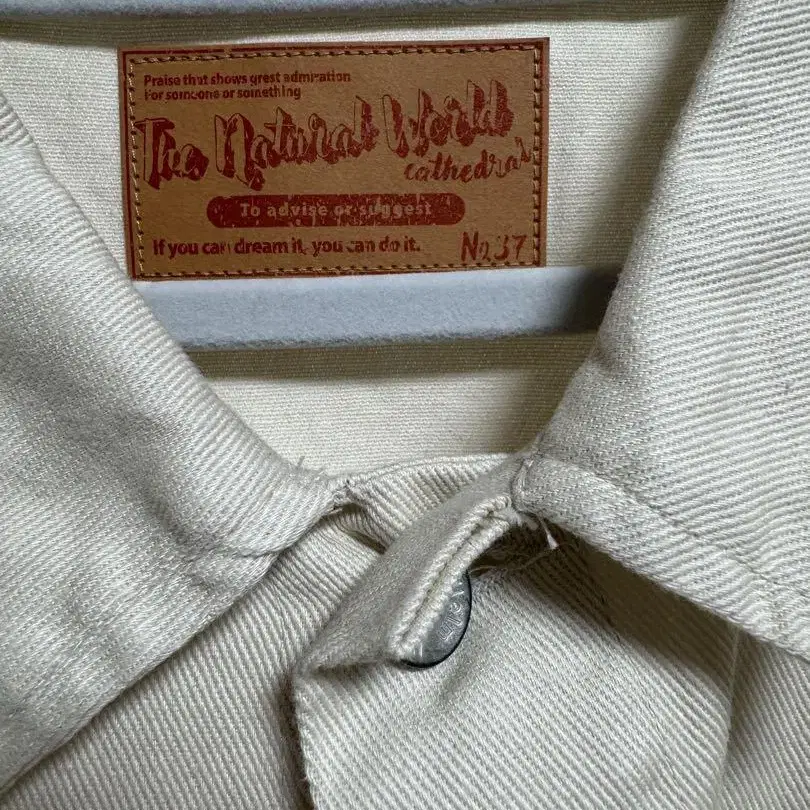 Praise that shows grest admiration
For someone or something
The Natural World
cathedral
To advise or suggest
If you can dream it, you can do it.
No.37